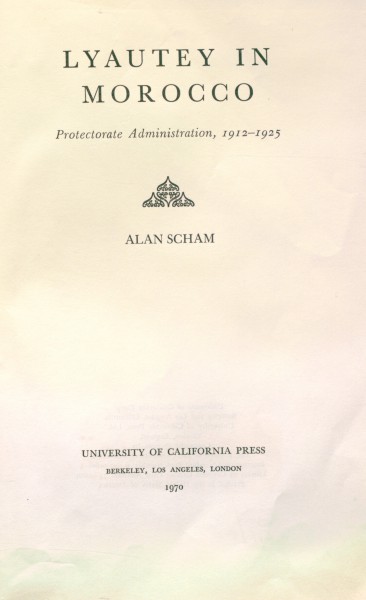 LYAUTEY IN
MOROCCO
Protectorate Administration, 1912–1925
ALAN SCHAM
UNIVERSITY OF CALIFORNIA PRESS
BERKELEY, LOS ANGELES, LONDON
1970